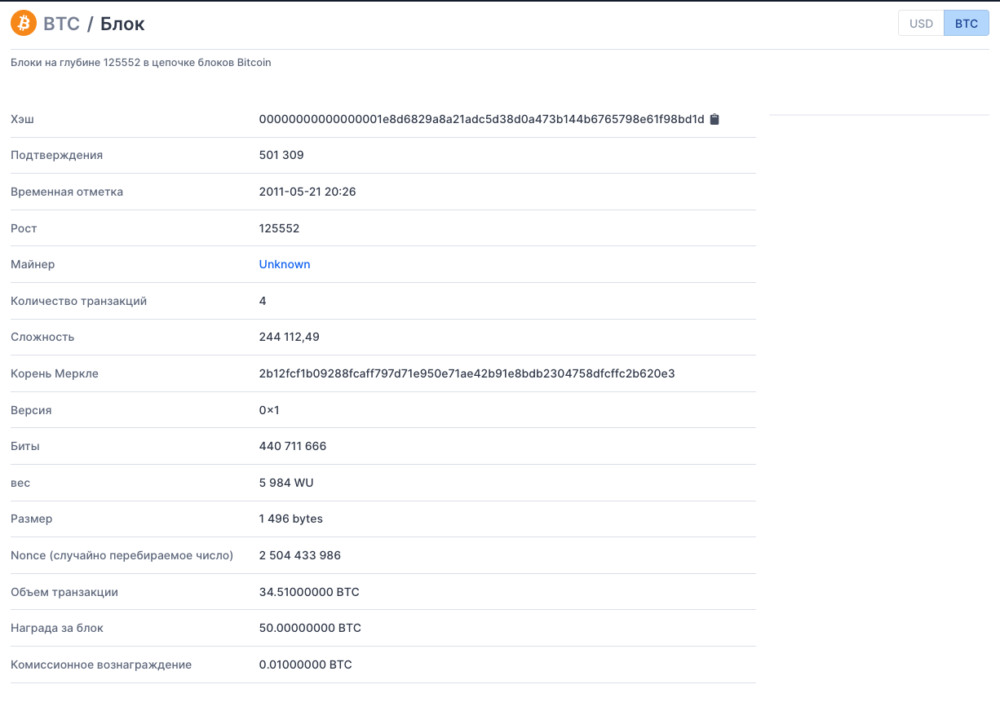 BTC / Блок
USD BTC
Блоки на глубине 125552 в цепочке блоков Bitcoin
Хэш 00000000000000001e8d6829a8a21adc5d38d0a473b144b6765798e61f98bd1d
Подтверждения 501 309
Временная отметка 2011-05-21 20:26
Рост 125552
Майнер Unknown
Количество транзакций 4
Сложность 244 112,49
Корень Меркле 2b12fcf1b09288fcaff797d71e950e71ae42b91e8bdb2304758dfcffc2b620e3
Версия 0×1
Биты 440 711 666
вес 5 984 WU
Размер 1 496 bytes
Nonce (случайно перебираемое число) 2 504 433 986
Объем транзакции 34.51000000 BTC
Награда за блок 50.00000000 BTC
Комиссионное вознаграждение 0.01000000 BTC